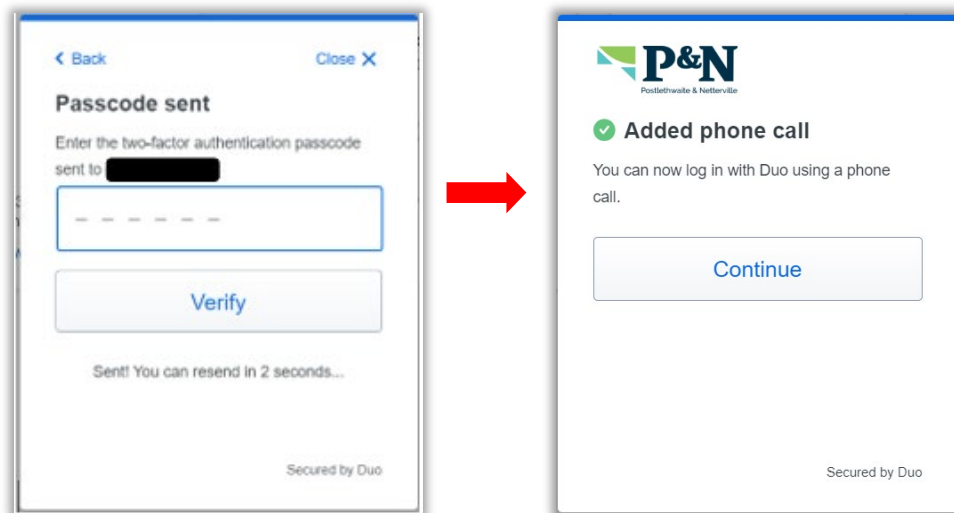 Back
Close X
Passcode sent
Enter the two-factor authentication passcode
sent to
Verify
Sent! You can resend in 2 seconds...
Secured by Duo
P&N
Postlethwaite & Netterville
Added phone call
You can now log in with Duo using a phone
call.
Continue
Secured by Duo